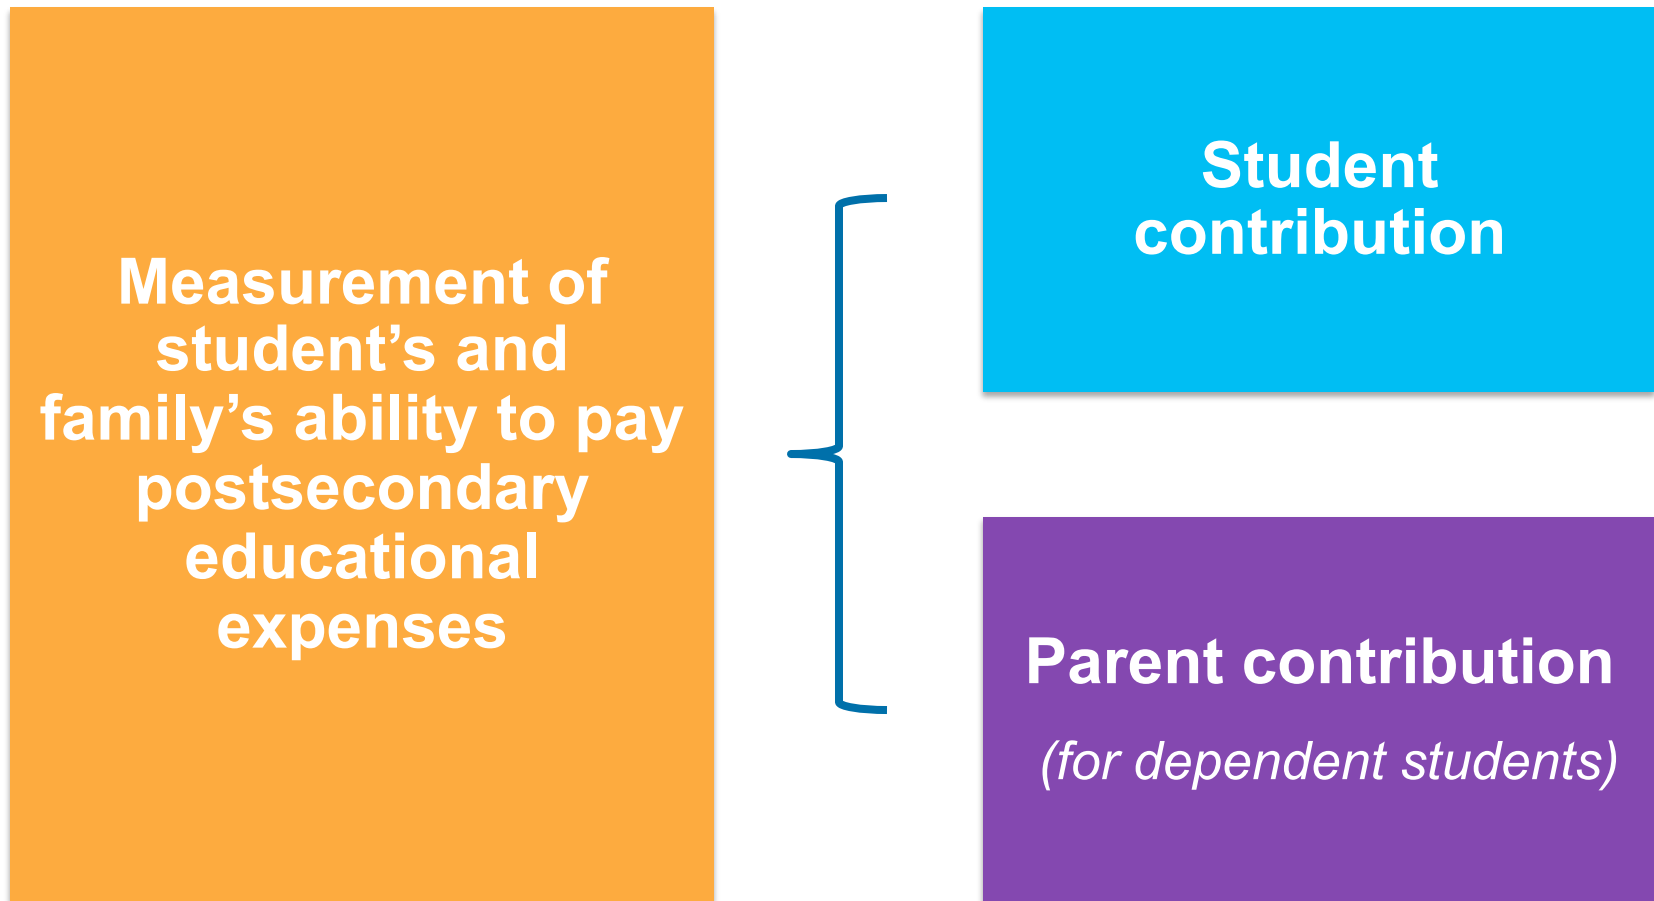 Measurement of
student’s and
family’s ability to pay
postsecondary
educational
expenses
Student
contribution
Parent contribution
(for dependent students)